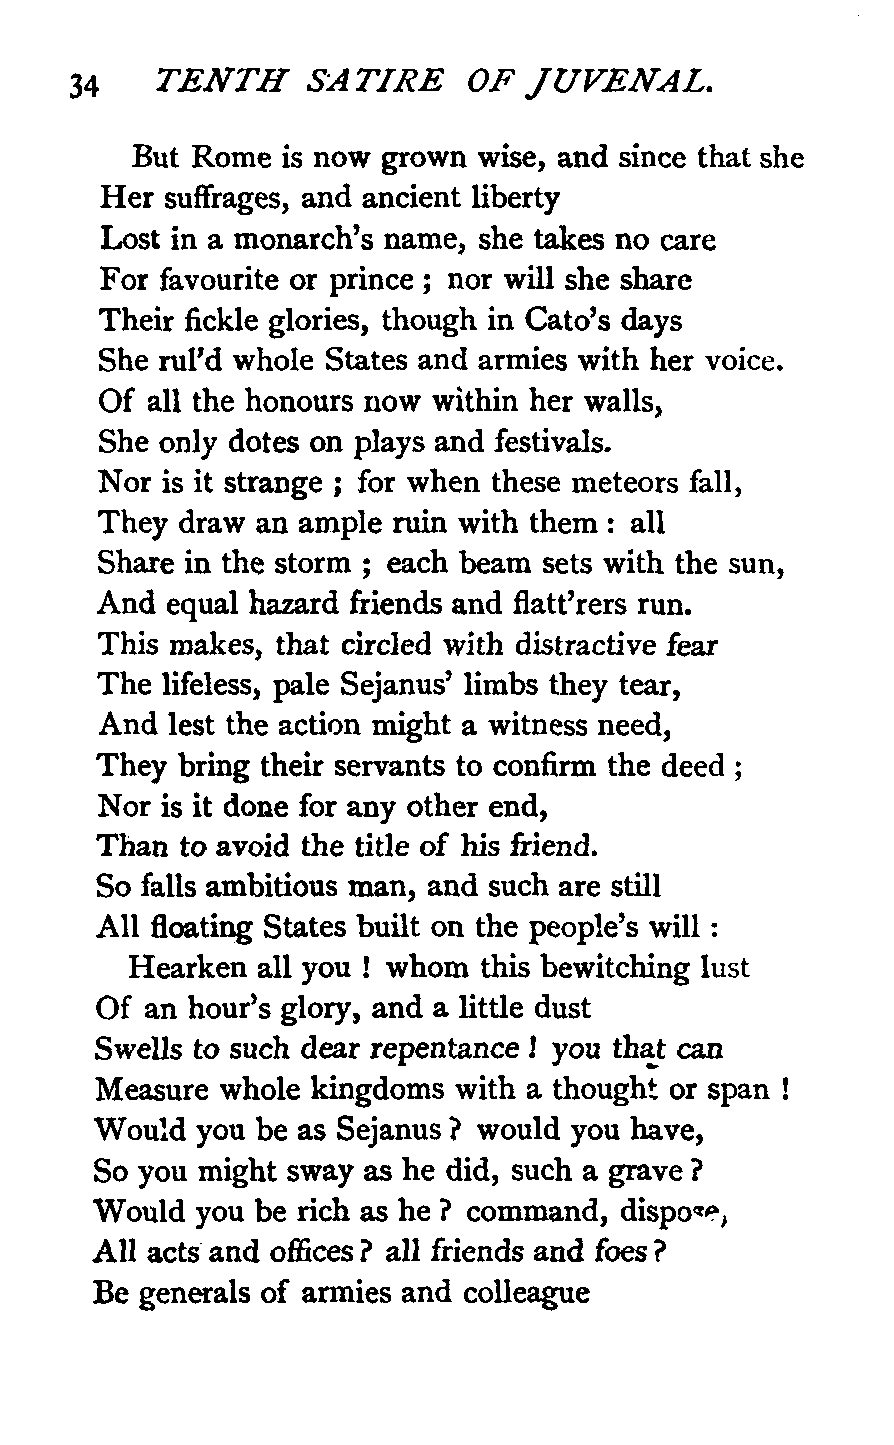 34 TENTH SATIRE OF JUVENAL.
But Rome is now grown wise, and since that she
Her suffrages, and ancient liberty
Lost in a monarch's name, she takes no care
For favourite or prince ; nor will she share
Their fickle glories, though in Cato's days
She rul'd whole States and armies with her voice.
Of all the honours now within her walls,
She only dotes on plays and festivals.
Nor is it strange ; for when these meteors fall,
They draw an ample ruin with them : all
Share in the storm ; each beam sets with the sun,
And equal hazard friends and flatt'rers run.
This makes, that circled with distractive fear
The lifeless, pale Sejanus' limbs they tear,
And lest the action might a witness need,
They bring their servants to confirm the deed ;
Nor is it done for any other end,
Than to avoid the title of his friend.
So falls ambitious man, and such are still
All floating States built on the people's will :
Hearken all you ! whom this bewitching lust
Of an hour's glory, and a little dust
Swells to such dear repentance ! you that can
Measure whole kingdoms with a thought or span !
Would you be as Sejanus ? would you have,
So you might sway as he did, such a grave ?
Would you be rich as he ? command, dispose,
All acts and offices ? all friends and foes ?
Be generals of armies and colleague